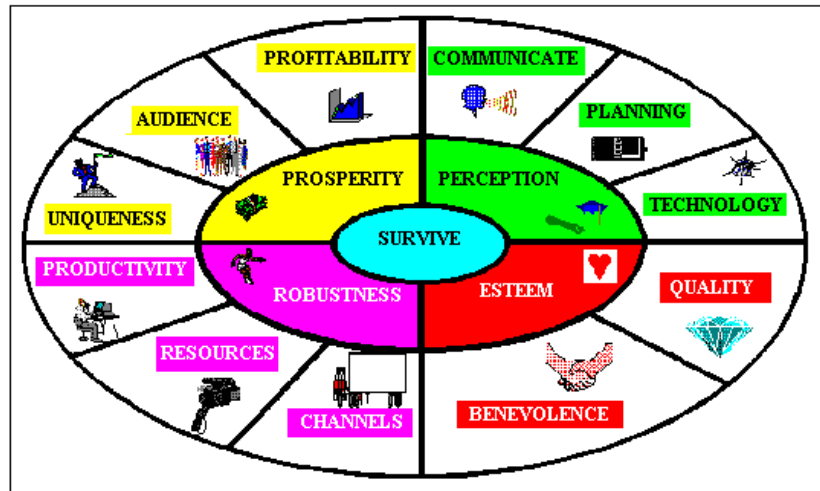 PROFITABILITY
COMMUNICATE
AUDIENCE
PLANNING
UNIQUENESS
PROSPERITY
PERCEPTION
TECHNOLOGY
SURVIVE
PRODUCTIVITY
ROBUSTNESS
ESTEEM
QUALITY
RESOURCES
CHANNELS
BENEVOLENCE